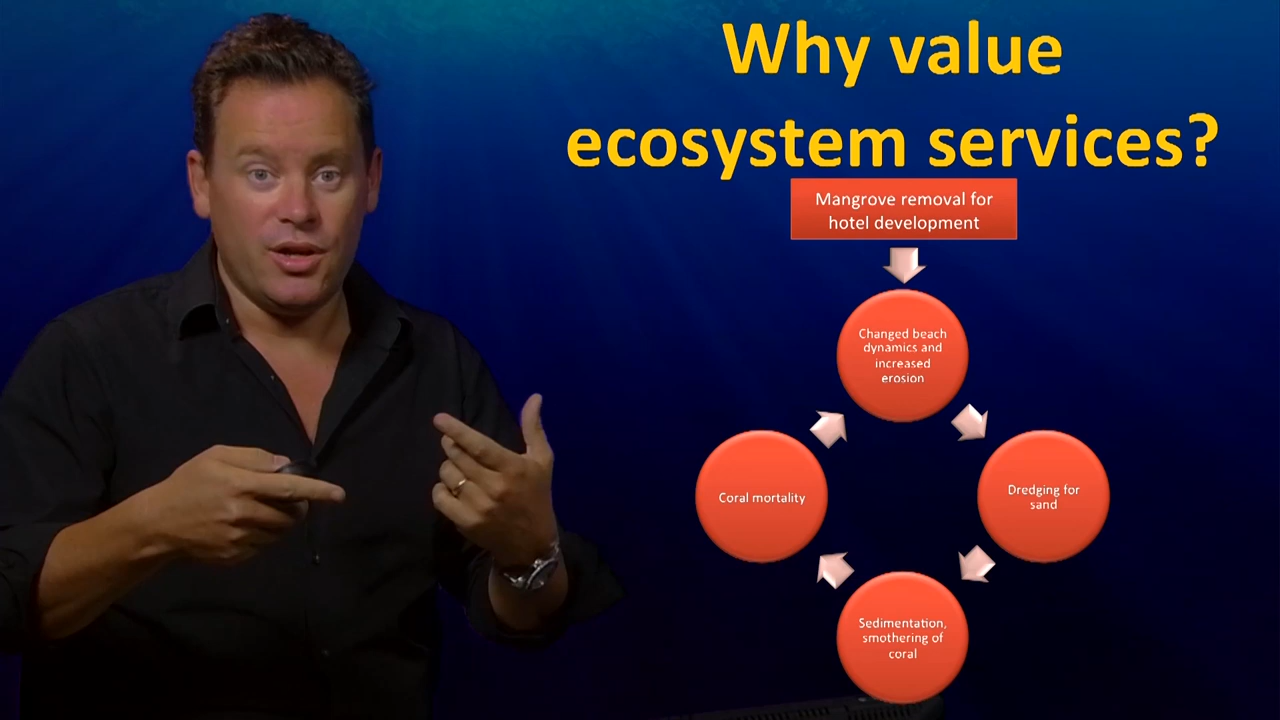 Why value
ecosystem services?
Mangrove removal for
hotel development
Changed beach
dynamics and
increased
erosion
Dredging for
sand
Sedimentation,
smothering of
coral
Coral mortality